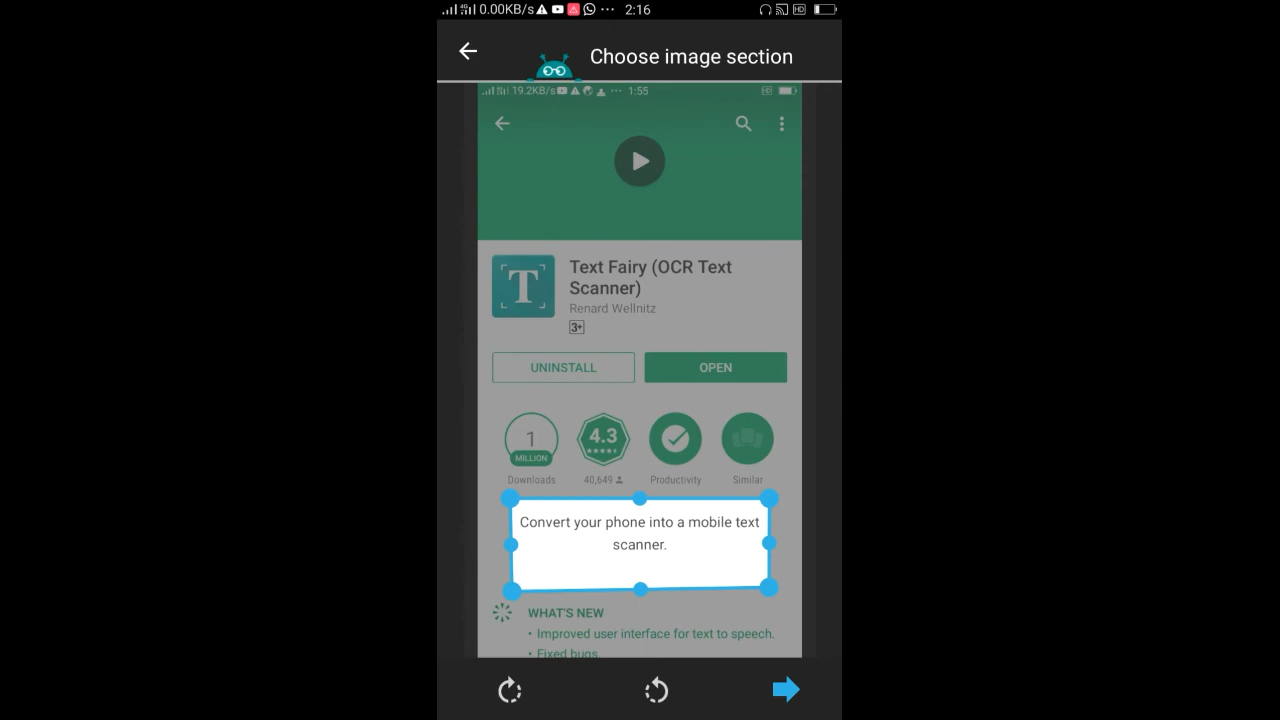 0.00KB/s ... 2:16 HD
Choose image section
19.2KB/s ... 1:55 HD
T
Text Fairy (OCR Text
Scanner)
Renard Wellnitz
3+
UNINSTALL
OPEN
1
MILLION
4.3
Downloads
40,649
Productivity
Similar
Convert your phone into a mobile text
scanner.
WHAT'S NEW
• Improved user interface for text to speech.
• Fixed bugs.